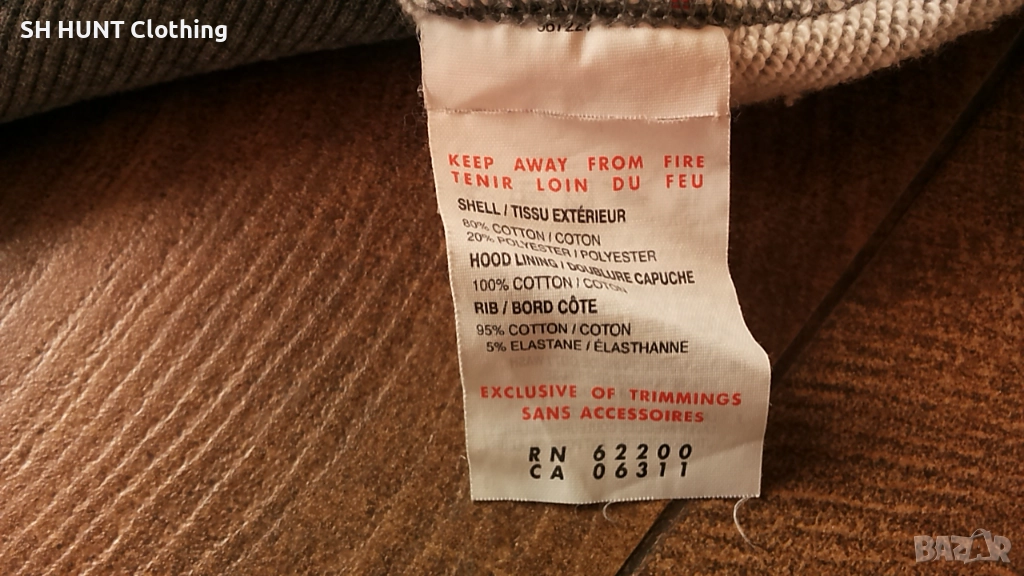 SH HUNT Clothing
KEEP AWAY FROM FIRE
TENIR LOIN DU FEU
SHELL / TISSU EXTÉRIEUR
80% COTTON / COTON
20% POLYESTER / POLYESTER
HOOD LINING / DOUBLURE CAPUCHE
100% COTTON / COTON
RIB / BORD CÔTE
95% COTTON / COTON
5% ELASTANE / ÉLASTHANNE
EXCLUSIVE OF TRIMMINGS
SANS ACCESSOIRES
RN 62200
CA 06311
BAZAR